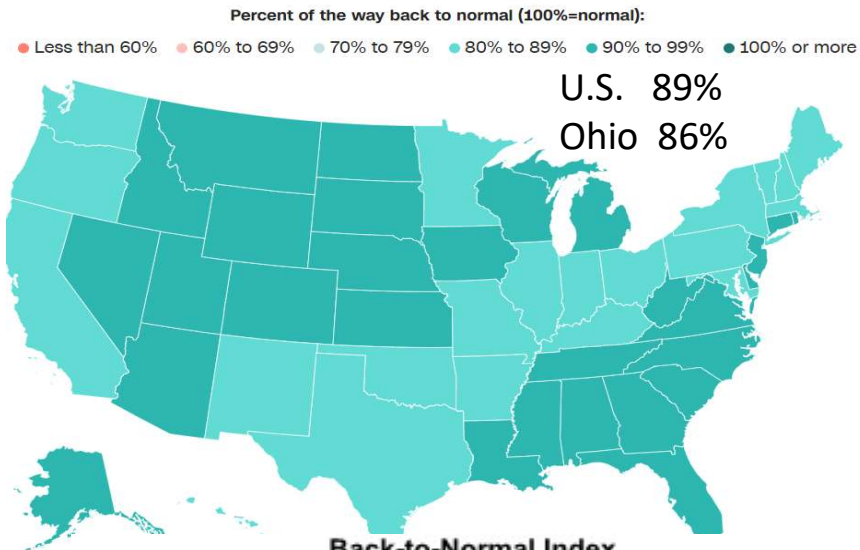 Percent of the way back to normal (100%=normal):
Less than 60% 60% to 69% 70% to 79% 80% to 89% 90% to 99% 100% or more
U.S. 89%
Ohio 86%
Back-to-Normal Index